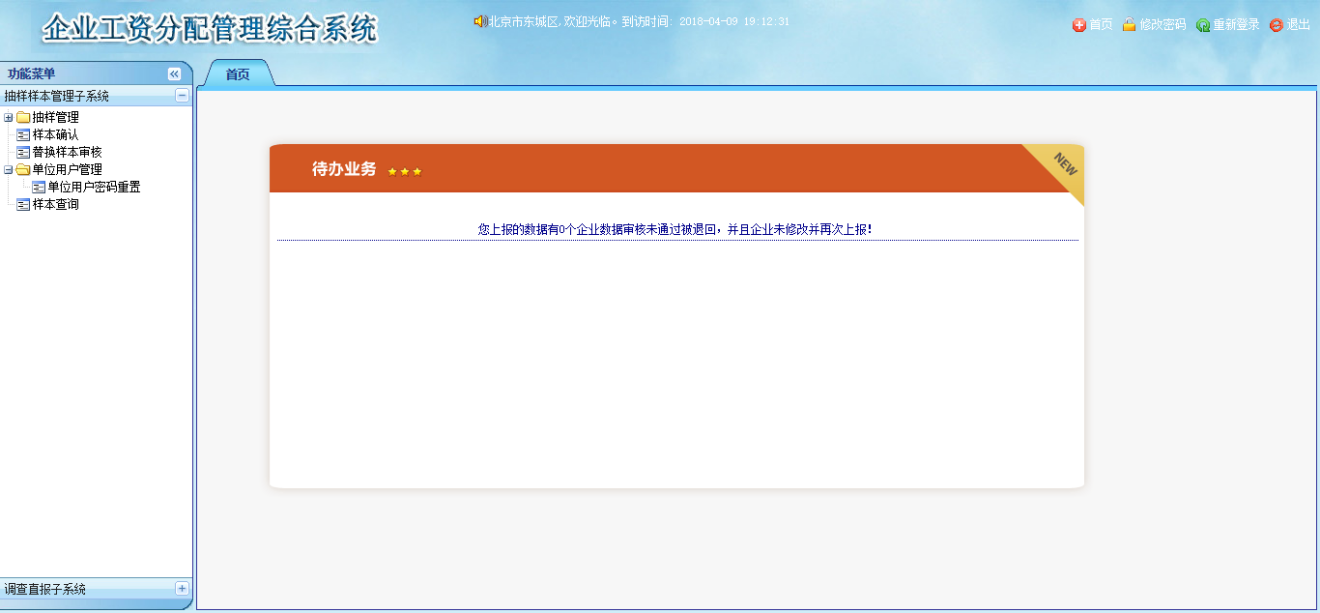 企业工资分配管理综合系统
北京市东城区,欢迎光临。到访时间: 2018-04-09 19:12:31
首页 修改密码 重新登录 退出
功能菜单
首页
抽样样本管理子系统
抽样管理
样本确认
替换样本审核
单位用户管理
单位用户密码重置
样本查询
待办业务
NEW
您上报的数据有0个企业数据审核未通过被退回，并且企业未修改并再次上报!
调查直报子系统